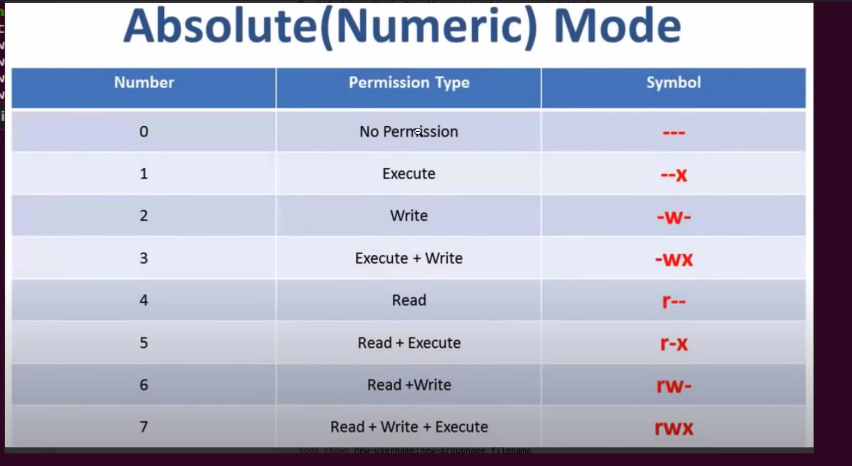 Absolute(Numeric) Mode
Number Permission Type Symbol
0 No Permission ---
1 Execute --x
2 Write -w-
3 Execute + Write -wx
4 Read r--
5 Read + Execute r-x
6 Read +Write rw-
7 Read + Write + Execute rwx
sudo chown new-username:new-groupname filename